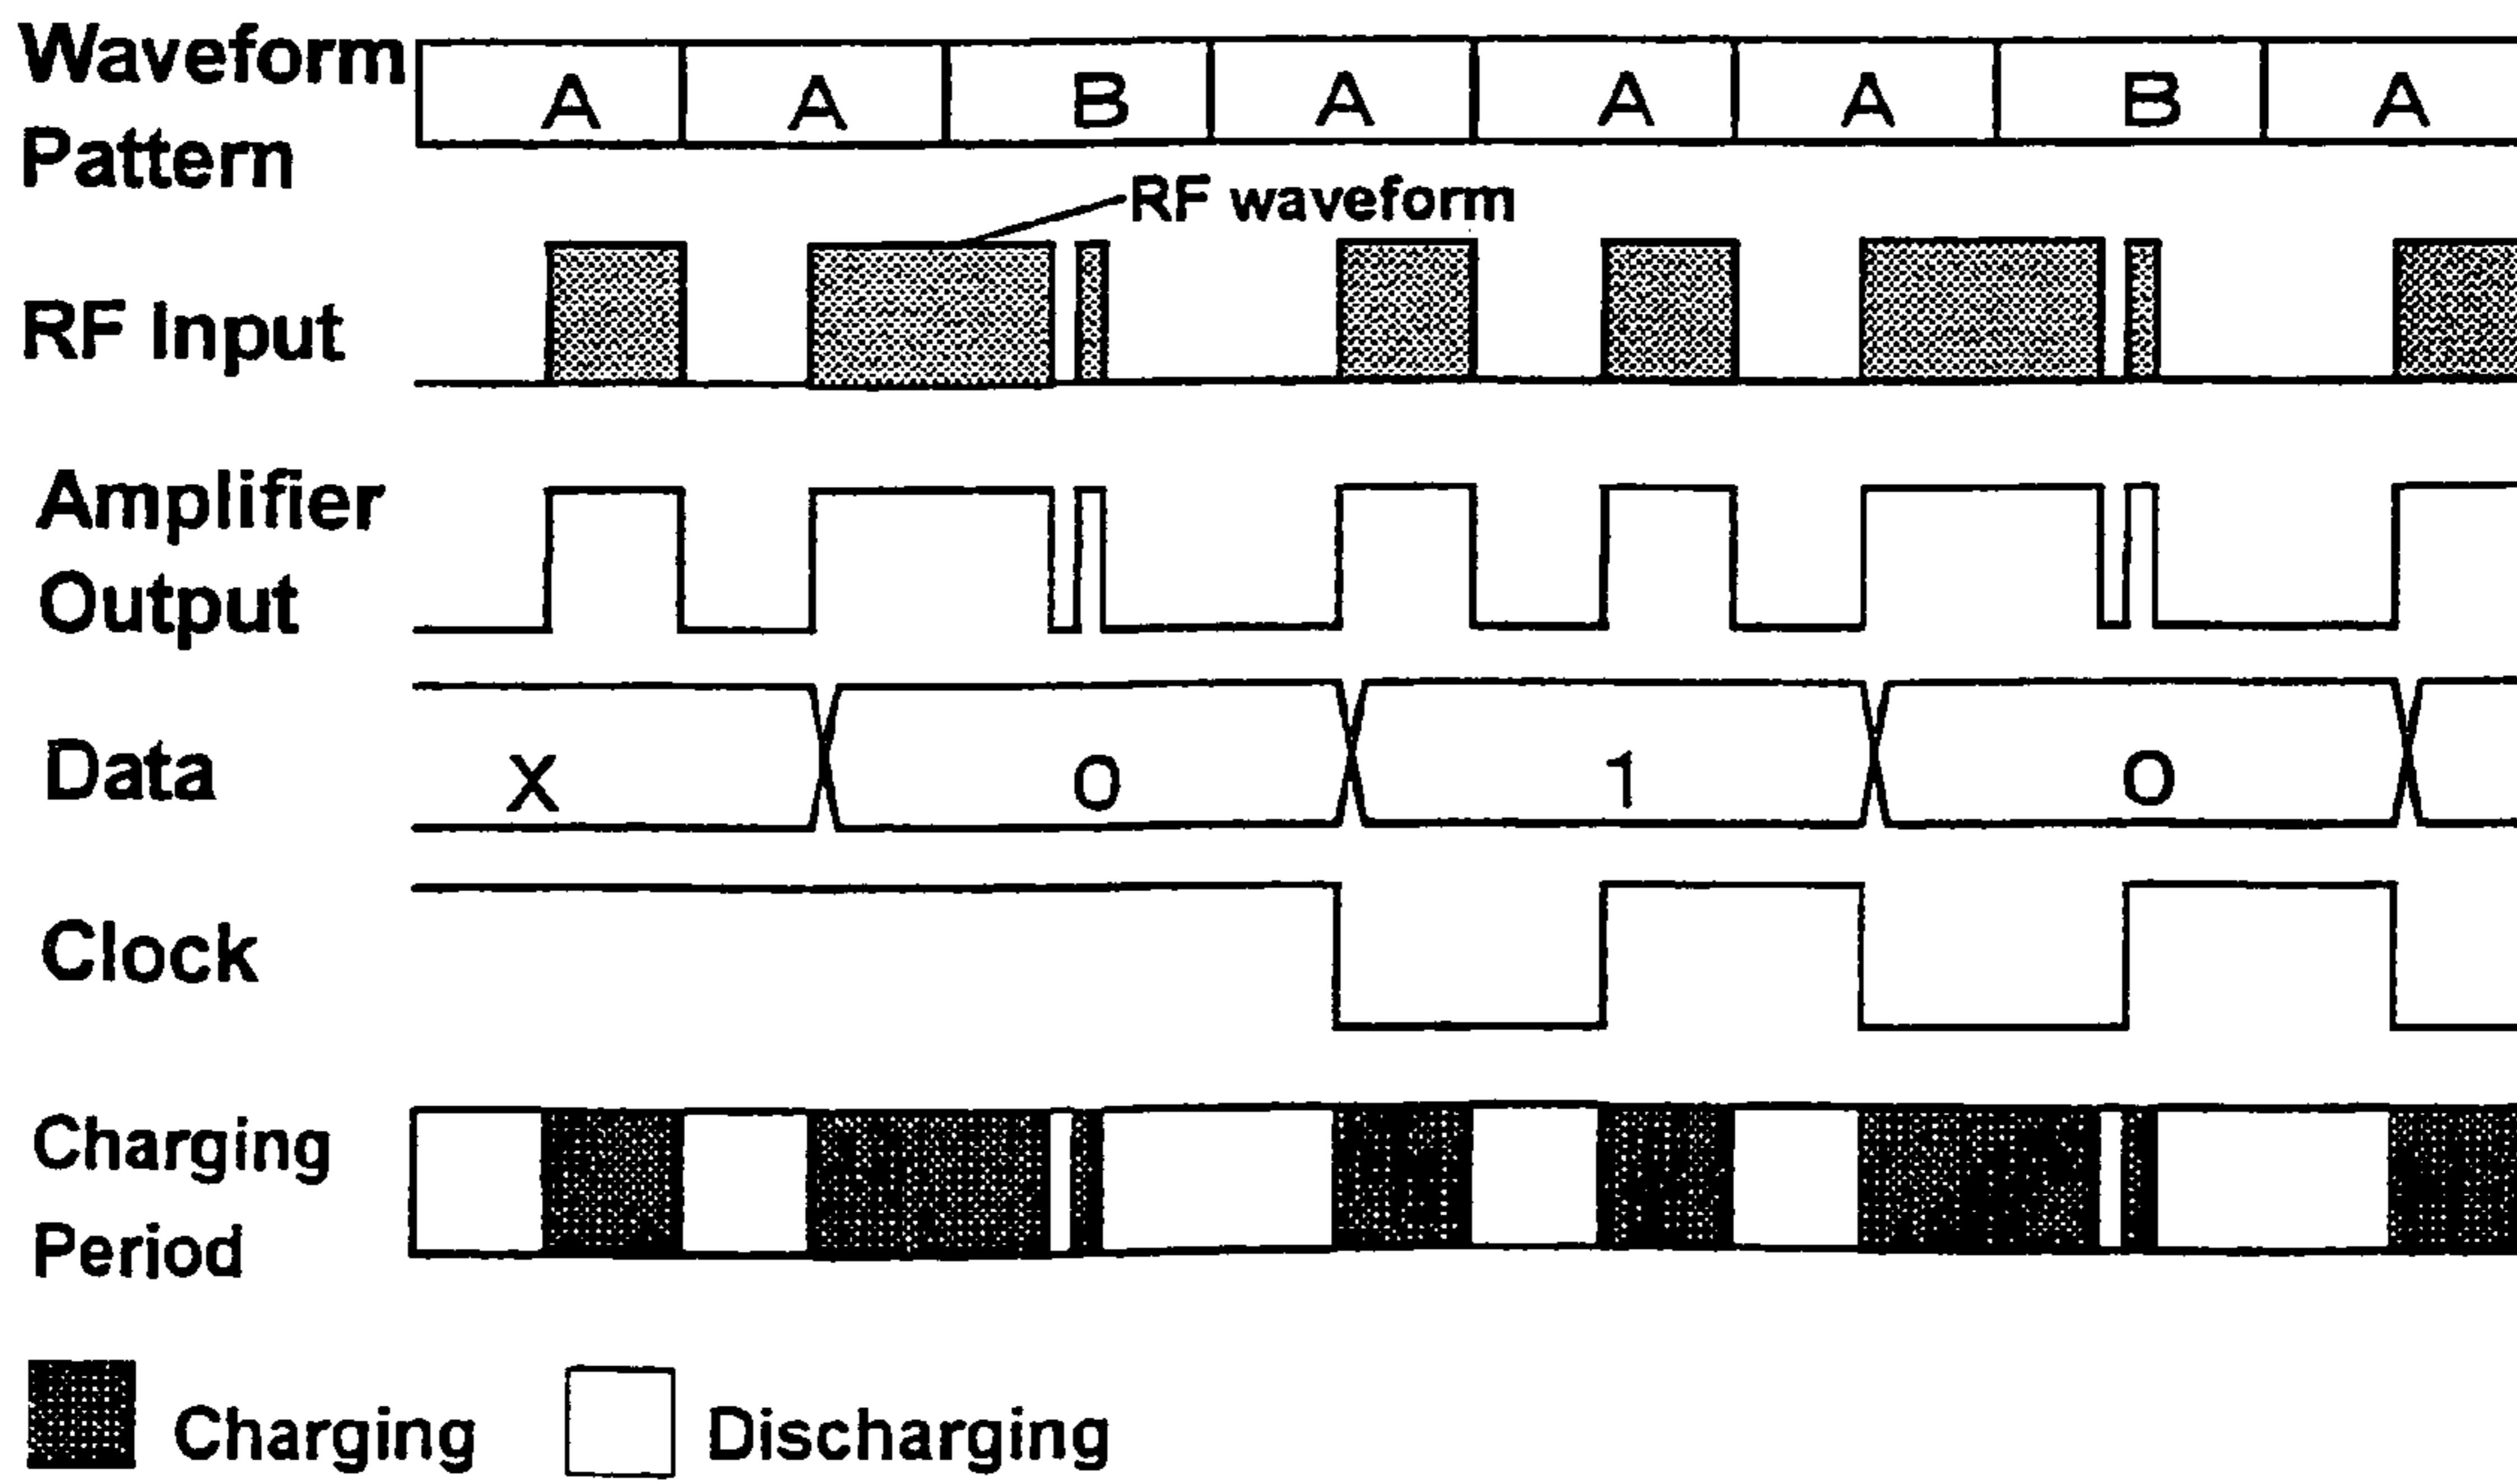 Waveform
Pattern
A A B A A A B A
RF waveform
RF Input
Amplifier
Output
Data
X 0 1 0
Clock
Charging
Period
Charging Discharging